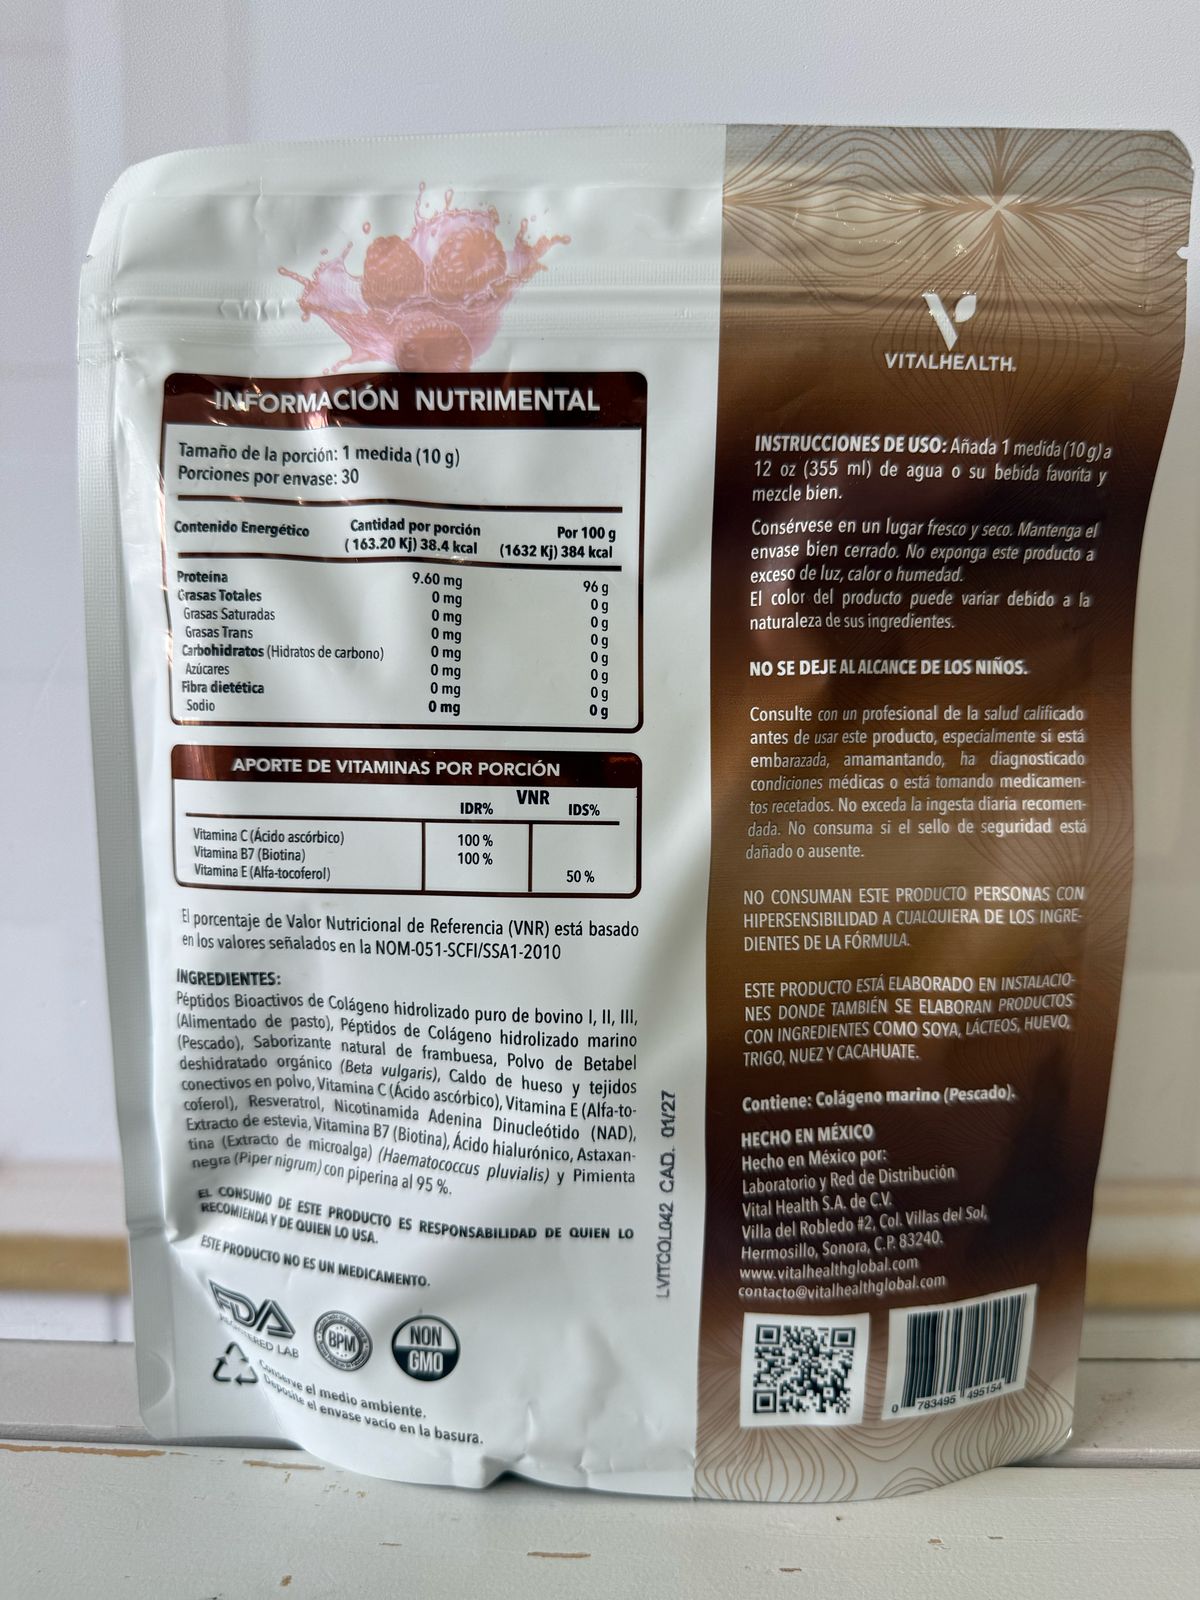 INFORMACIÓN NUTRIMENTAL
Tamaño de la porción: 1 medida (10 g)
Porciones por envase: 30
Contenido Energético
Cantidad por porción
(163.20 Kj) 38.4 kcal
Por 100 g
(1632 Kj) 384 kcal
Proteína 9.60 mg 96 g
Grasas Totales 0 mg 0 g
Grasas Saturadas 0 mg 0 g
Grasas Trans 0 mg 0 g
Carbohidratos (Hidratos de carbono) 0 mg 0 g
Azúcares 0 mg 0 g
Fibra dietética 0 mg 0 g
Sodio 0 mg 0 g
APORTE DE VITAMINAS POR PORCIÓN
VNR
IDR% IDS%
Vitamina C (Ácido ascórbico) 100 %
Vitamina B7 (Biotina) 100 %
Vitamina E (Alfa-tocoferol) 50 %
El porcentaje de Valor Nutricional de Referencia (VNR) está basado
en los valores señalados en la NOM-051-SCFI/SSA1-2010
INGREDIENTES:
Péptidos Bioactivos de Colágeno hidrolizado puro de bovino I, II, III,
(Alimentado de pasto), Péptidos de Colágeno hidrolizado marino
(Pescado), Saborizante natural de frambuesa, Polvo de Betabel
deshidratado orgánico (Beta vulgaris), Caldo de hueso y tejidos
conectivos en polvo, Vitamina C (Ácido ascórbico), Vitamina E (Alfa-to-
coferol), Resveratrol, Nicotinamida Adenina Dinucleótido (NAD),
Extracto de estevia, Vitamina B7 (Biotina), Ácido hialurónico, Astaxan-
tina (Extracto de microalga) (Haematococcus pluvialis) y Pimienta
negra (Piper nigrum) con piperina al 95 %.
EL CONSUMO DE ESTE PRODUCTO ES RESPONSABILIDAD DE QUIEN LO
RECOMIENDA Y DE QUIEN LO USA.
ESTE PRODUCTO NO ES UN MEDICAMENTO.
FDA
REGISTERED LAB
BPM
NON
GMO
Conserve el medio ambiente.
Deposite el envase vacío en la basura.
LVITCOL042 CAD. 01/27
VITALHEALTH®
INSTRUCCIONES DE USO: Añada 1 medida (10 g) a
12 oz (355 ml) de agua o su bebida favorita y
mezcle bien.
Consérvese en un lugar fresco y seco. Mantenga el
envase bien cerrado. No exponga este producto a
exceso de luz, calor o humedad.
El color del producto puede variar debido a la
naturaleza de sus ingredientes.
NO SE DEJE AL ALCANCE DE LOS NIÑOS.
Consulte con un profesional de la salud calificado
antes de usar este producto, especialmente si está
embarazada, amamantando, ha diagnosticado
condiciones médicas o está tomando medicamen-
tos recetados. No exceda la ingesta diaria recomen-
dada. No consuma si el sello de seguridad está
dañado o ausente.
NO CONSUMAN ESTE PRODUCTO PERSONAS CON
HIPERSENSIBILIDAD A CUALQUIERA DE LOS INGRE-
DIENTES DE LA FÓRMULA.
ESTE PRODUCTO ESTÁ ELABORADO EN INSTALACIO-
NES DONDE TAMBIÉN SE ELABORAN PRODUCTOS
CON INGREDIENTES COMO SOYA, LÁCTEOS, HUEVO,
TRIGO, NUEZ Y CACAHUATE.
Contiene: Colágeno marino (Pescado).
HECHO EN MÉXICO
Hecho en México por:
Laboratorio y Red de Distribución
Vital Health S.A. de C.V.
Villa del Robledo #2, Col. Villas del Sol,
Hermosillo, Sonora, C.P. 83240.
www.vitalhealthglobal.com
contacto@vitalhealthglobal.com
0 783495 495154